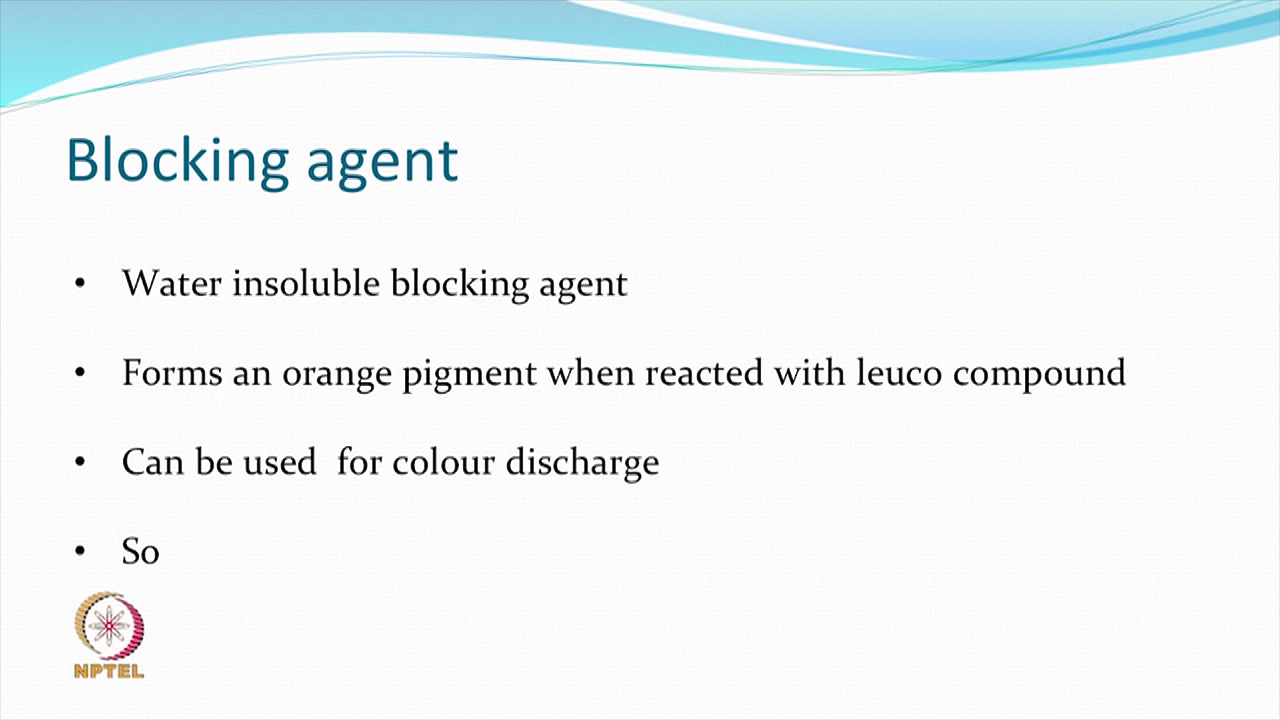 Blocking agent
• Water insoluble blocking agent
• Forms an orange pigment when reacted with leuco compound
• Can be used  for colour discharge
• So
NPTEL